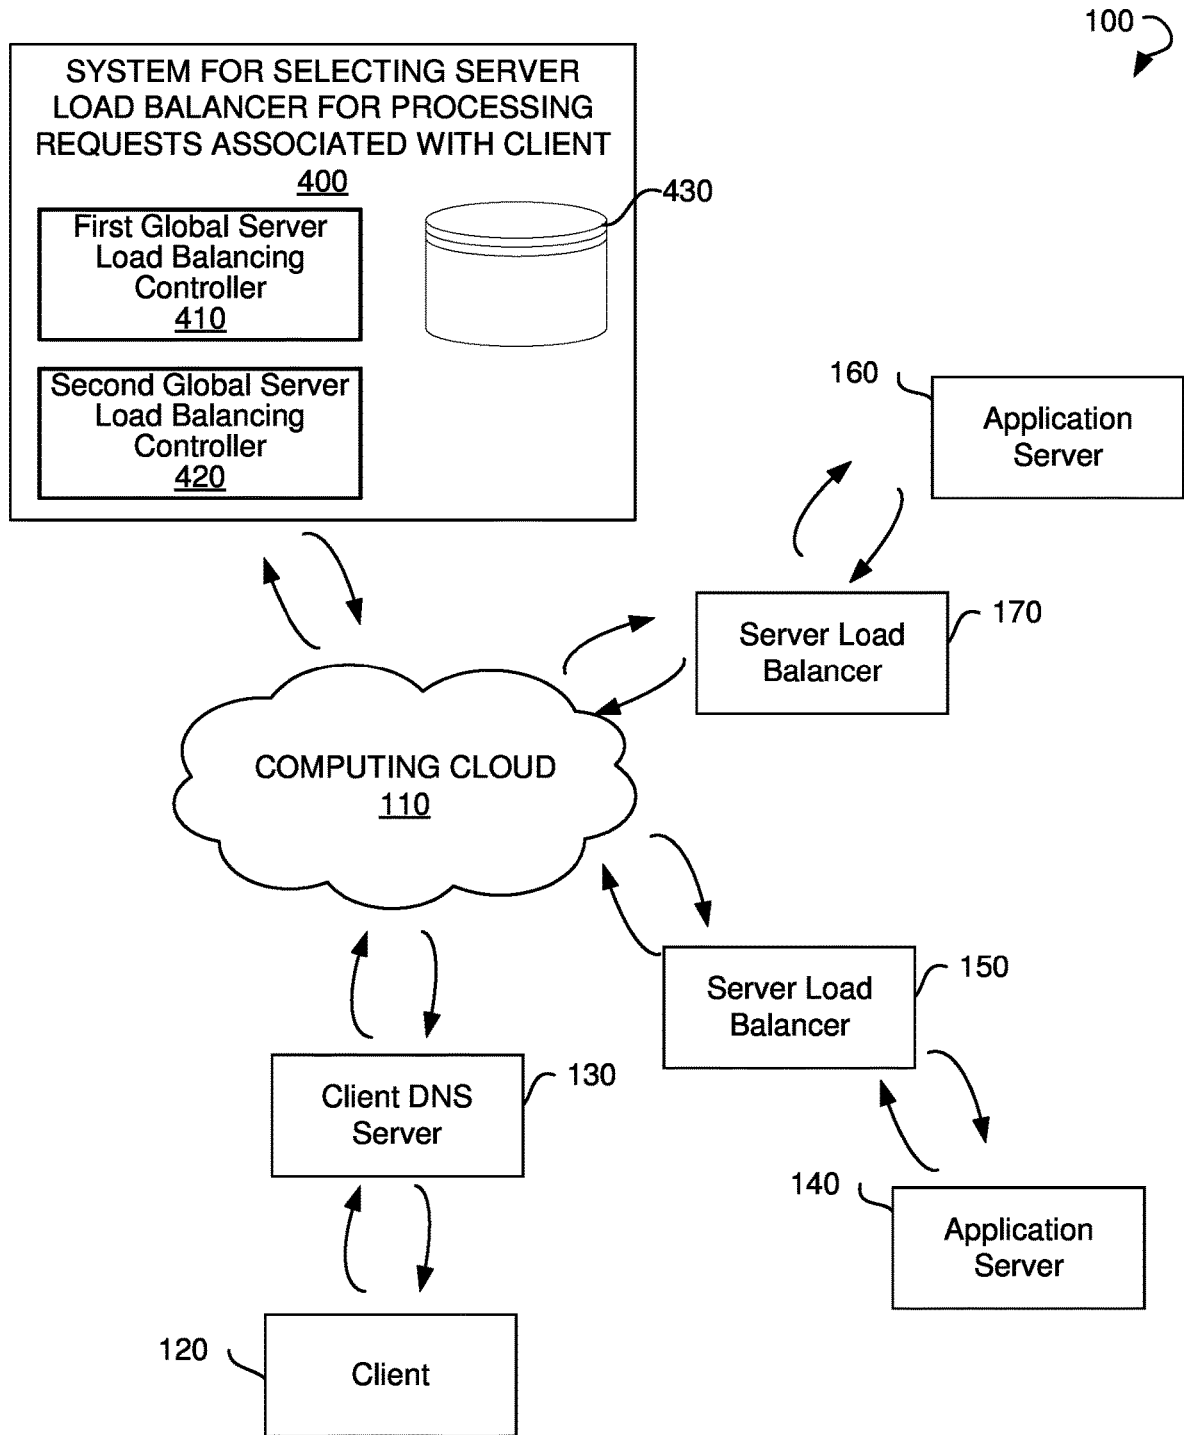 100
SYSTEM FOR SELECTING SERVER
LOAD BALANCER FOR PROCESSING
REQUESTS ASSOCIATED WITH CLIENT
400
430
First Global Server
Load Balancing
Controller
410
Second Global Server
Load Balancing
Controller
420
160
Application
Server
170
Server Load
Balancer
COMPUTING CLOUD
110
150
Server Load
Balancer
130
Client DNS
Server
140
Application
Server
120
Client